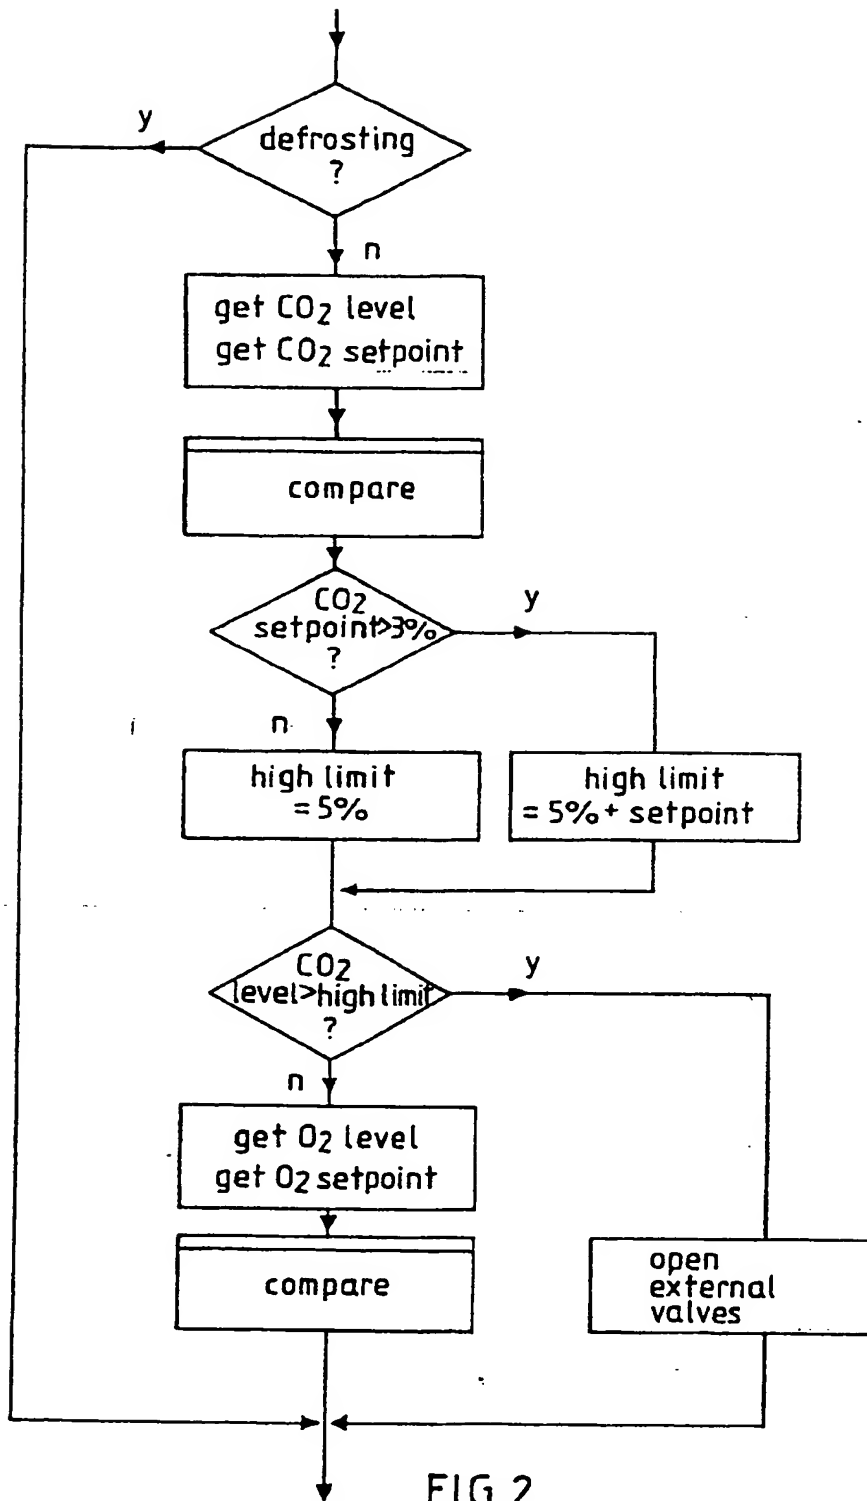 defrosting
?
y
n
get CO2 level
get CO2 setpoint
compare
CO2
setpoint>3%
?
y
n
high limit
= 5%
high limit
= 5% + setpoint
CO2
level>high limit
?
y
n
get O2 level
get O2 setpoint
compare
open
external
valves
FIG 2